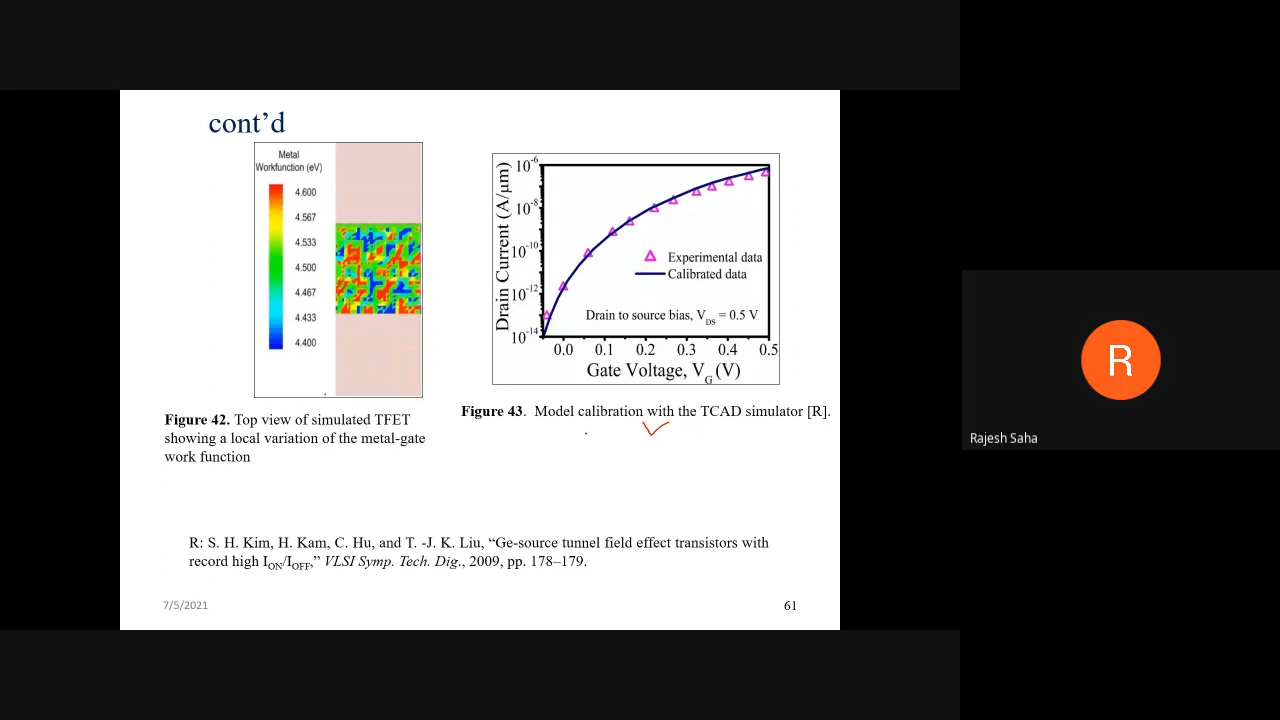 cont’d
Metal
Workfunction (eV)
4.600
4.567
4.533
4.500
4.467
4.433
4.400
Figure 42. Top view of simulated TFET
showing a local variation of the metal-gate
work function
Drain Current (A/μm)
10-6
10-8
10-10
10-12
10-14
Experimental data
Calibrated data
Drain to source bias, VDS = 0.5 V
0.0 0.1 0.2 0.3 0.4 0.5
Gate Voltage, VG (V)
Figure 43. Model calibration with the TCAD simulator [R].
R: S. H. Kim, H. Kam, C. Hu, and T. -J. K. Liu, “Ge-source tunnel field effect transistors with
record high ION/IOFF,” VLSI Symp. Tech. Dig., 2009, pp. 178–179.
7/5/2021
61
R
Rajesh Saha